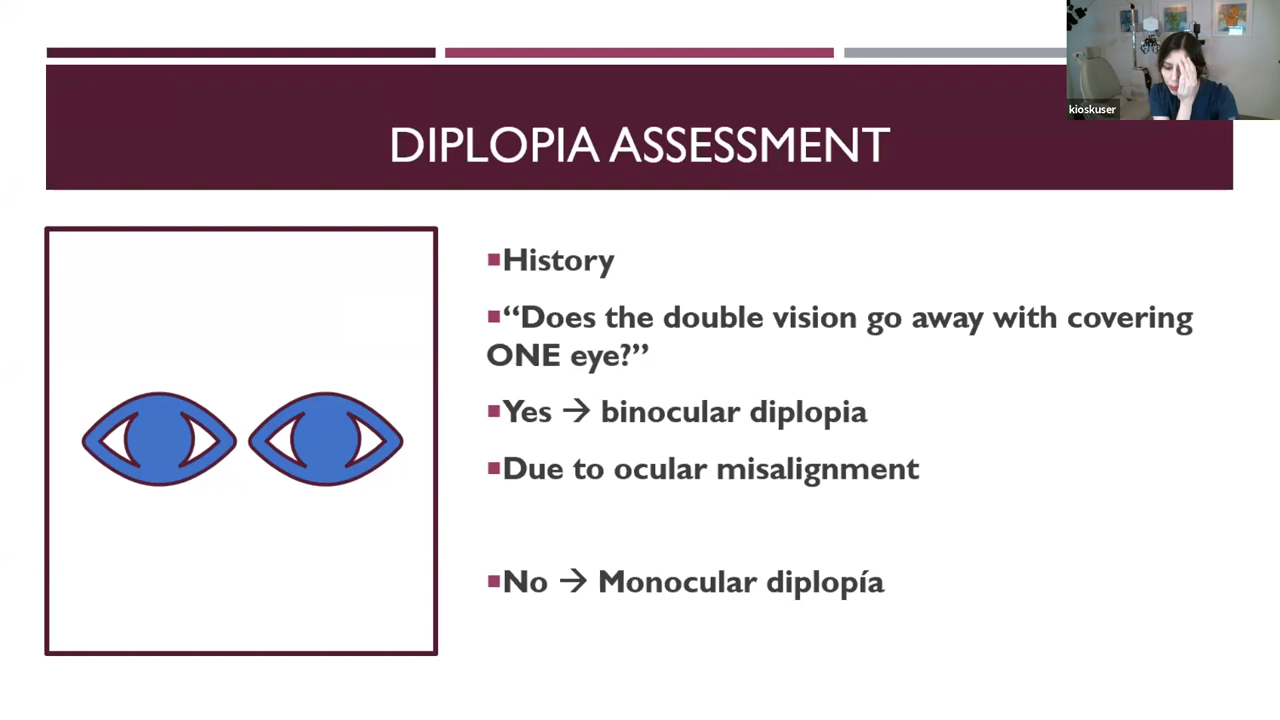 kioskuser
DIPLOPIA ASSESSMENT
History
“Does the double vision go away with covering
ONE eye?”
Yes → binocular diplopia
Due to ocular misalignment
No → Monocular diplopía